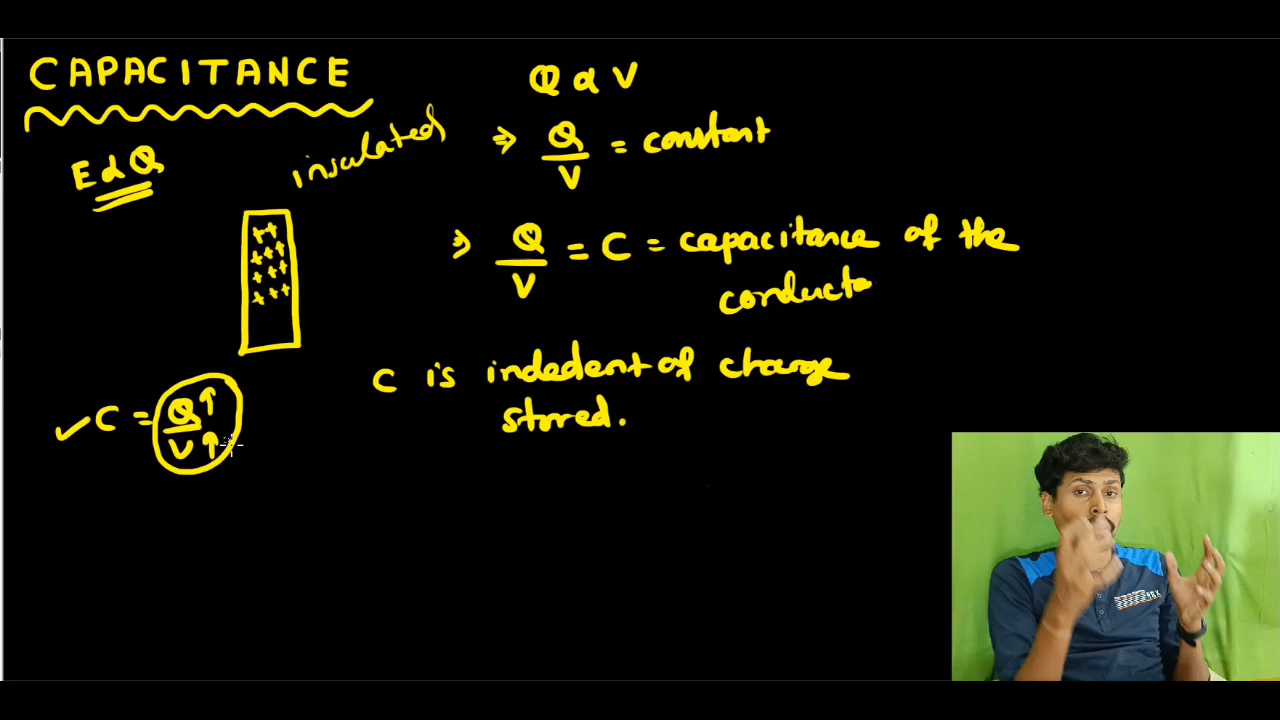 CAPACITANCE
E α Q
insulated
Q α V
⇒ Q/V = constant
⇒ Q/V = C = capacitance of the
conducto
C is indedent of charge
stored.
✓ C = Q↑/V↑
+ + + + + + + + + + +